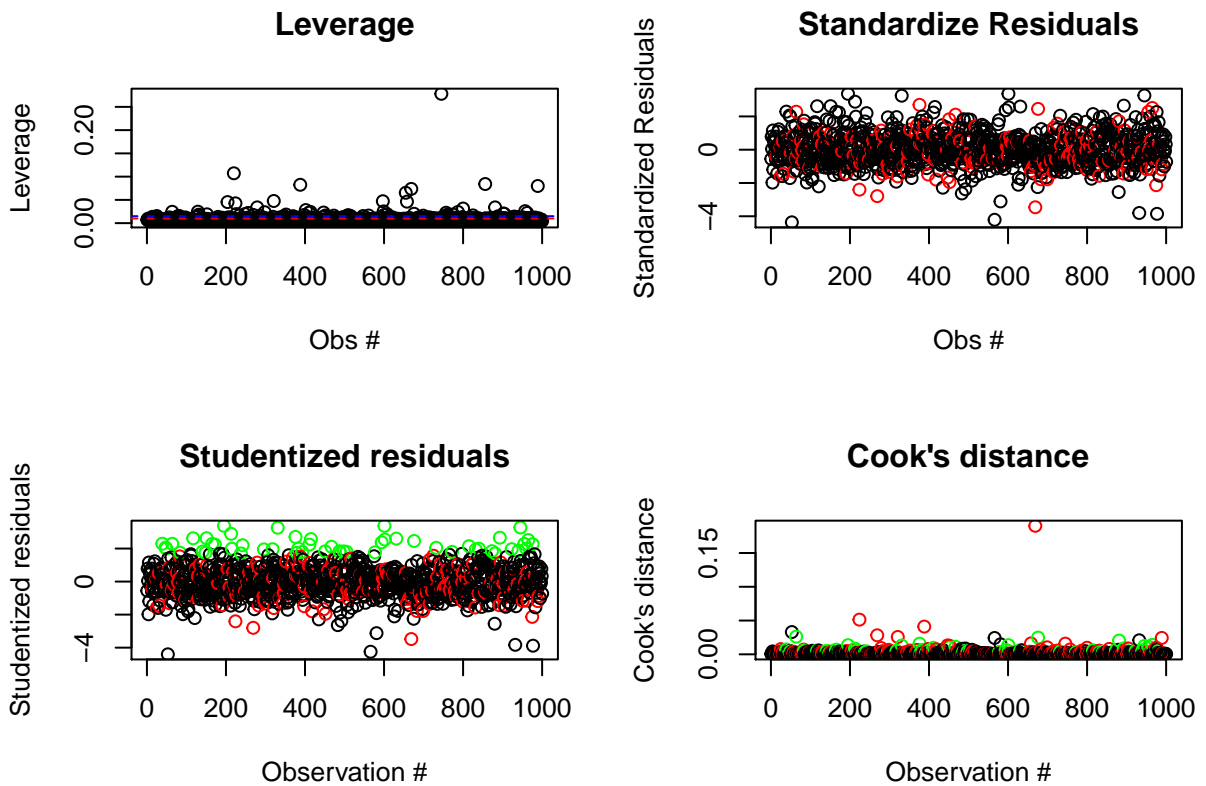 Leverage
Leverage
0.00 0.20
0 200 400 600 800 1000
Obs #
Standardize Residuals
Standardized Residuals
−4 0
0 200 400 600 800 1000
Obs #
Studentized residuals
Studentized residuals
−4 0
0 200 400 600 800 1000
Observation #
Cook's distance
Cook's distance
0.00 0.15
0 200 400 600 800 1000
Observation #